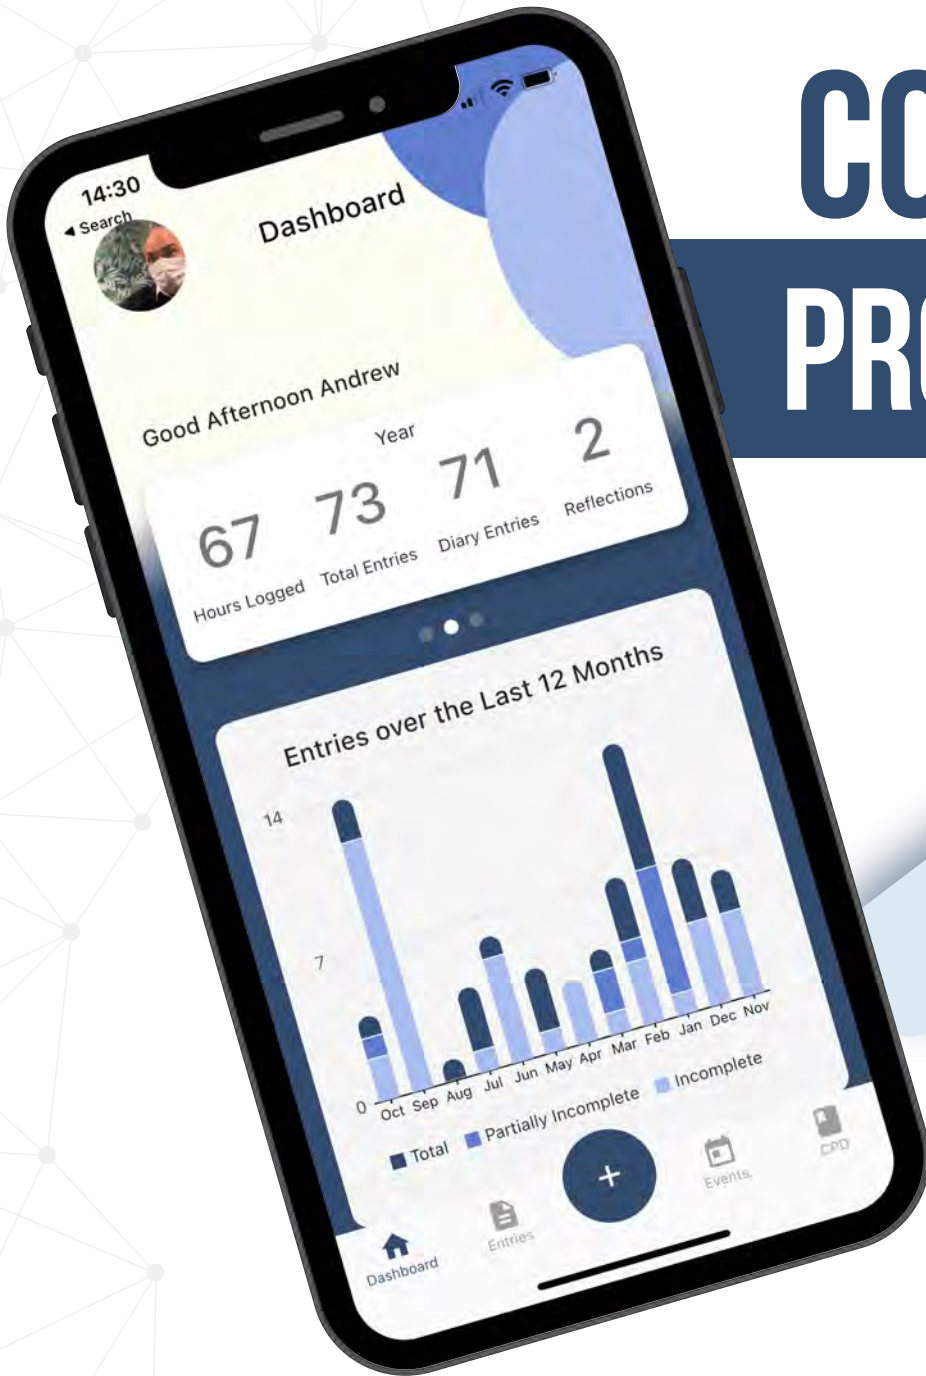 CO
PRO
14:30
◀ Search
Dashboard
Good Afternoon Andrew
Year
67 73 71 2
Hours Logged Total Entries Diary Entries Reflections
Entries over the Last 12 Months
14
7
0
Oct Sep Aug Jul Jun May Apr Mar Feb Jan Dec Nov
Total Partially Incomplete Incomplete
Dashboard Entries + Events CPD